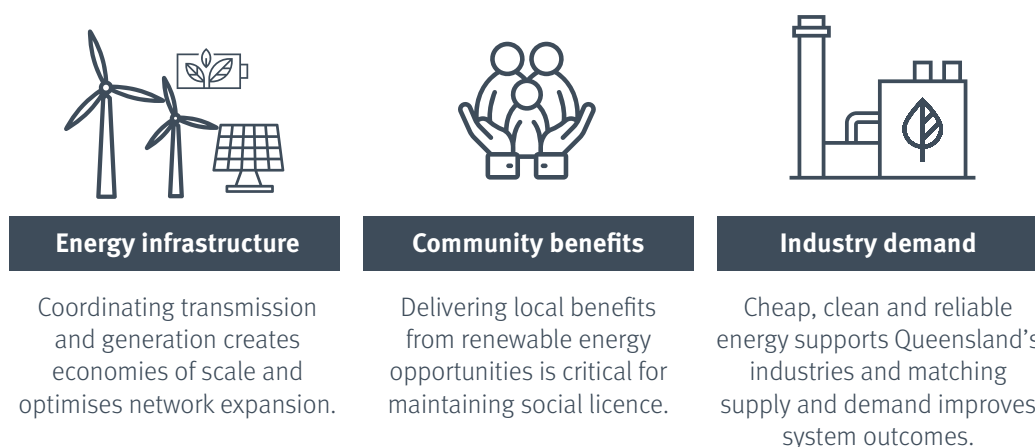 Energy infrastructure
Coordinating transmission
and generation creates
economies of scale and
optimises network expansion.
Community benefits
Delivering local benefits
from renewable energy
opportunities is critical for
maintaining social licence.
Industry demand
Cheap, clean and reliable
energy supports Queensland's
industries and matching
supply and demand improves
system outcomes.